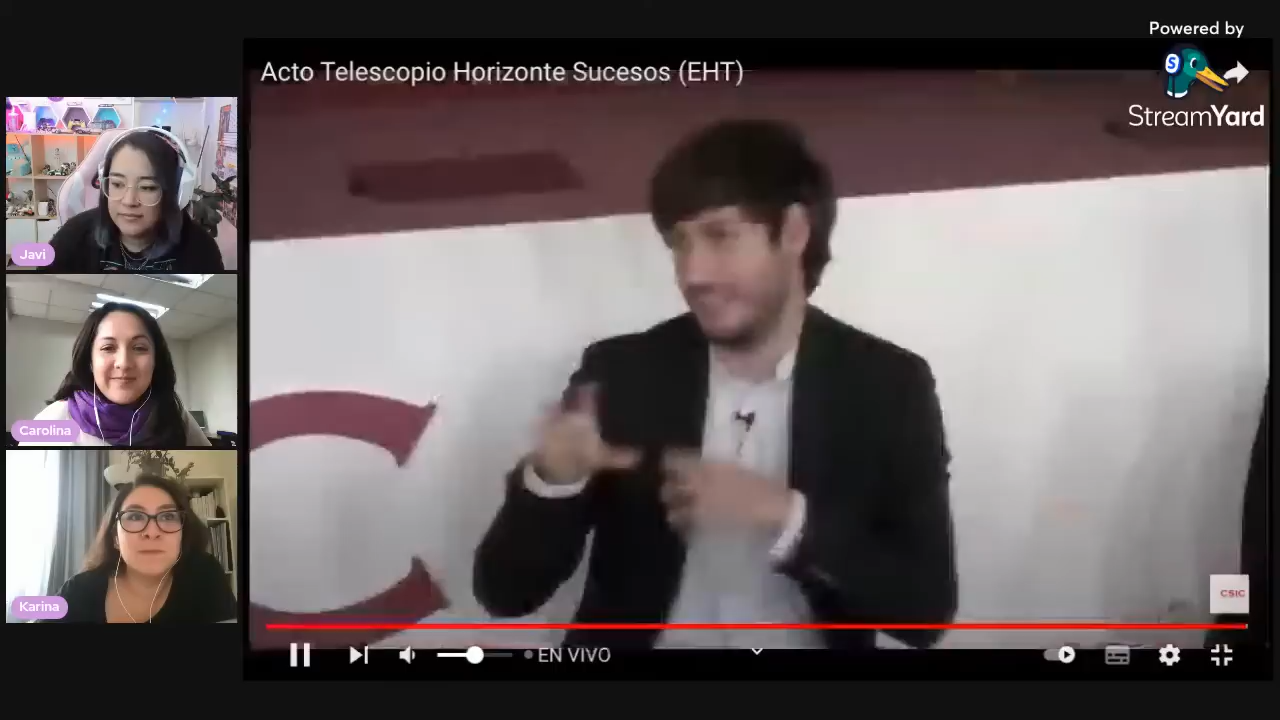 Powered by
StreamYard
Acto Telescopio Horizonte Sucesos (EHT)
Javi
Carolina
Karina
C
CSIC
EN VIVO